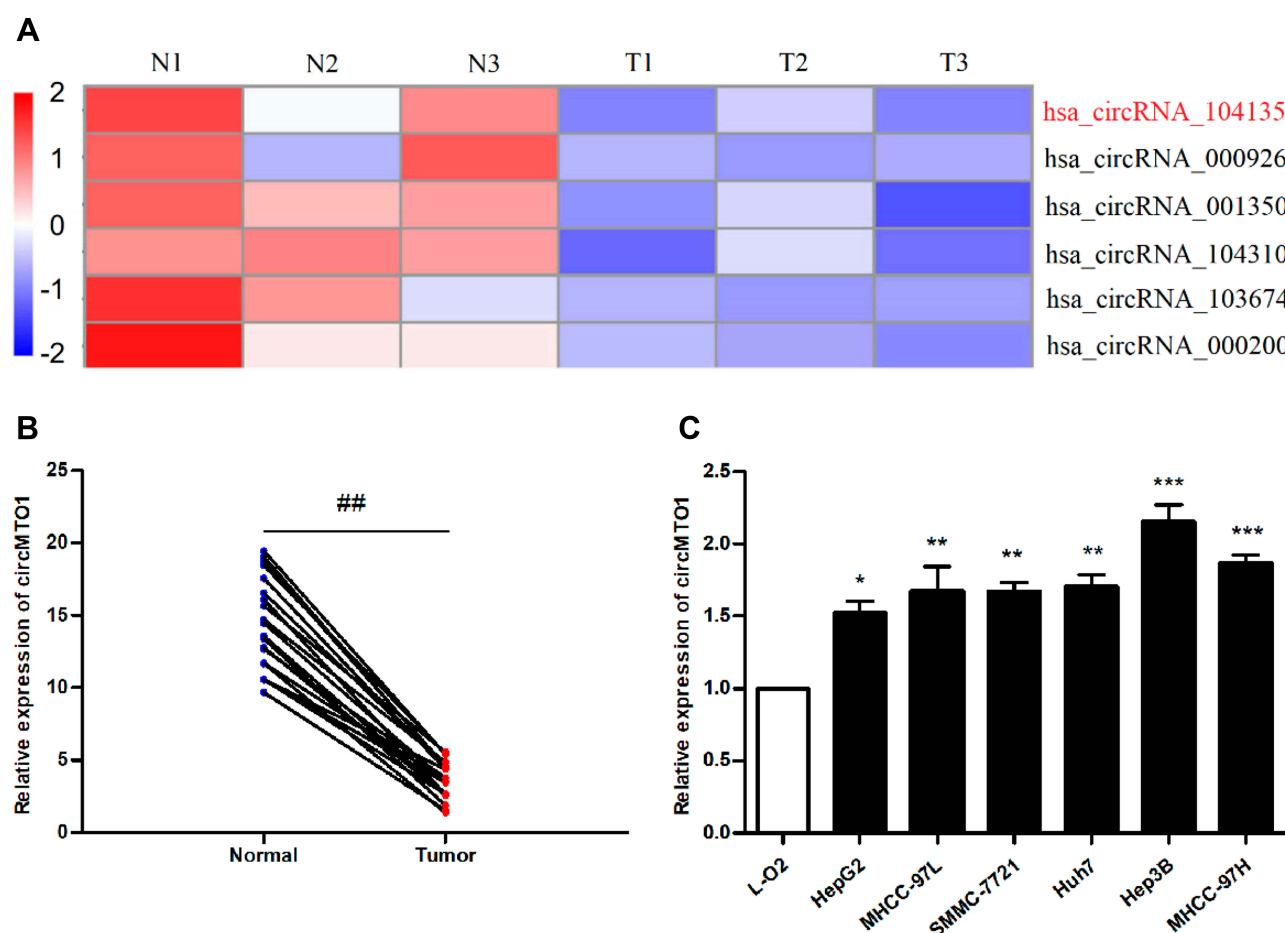 A
N1 N2 N3 T1 T2 T3
2
1
0
-1
-2
hsa_circRNA_104135
hsa_circRNA_000926
hsa_circRNA_001350
hsa_circRNA_104310
hsa_circRNA_103674
hsa_circRNA_000200
B
Relative expression of circMTO1
25
20
15
10
5
0
##
Normal Tumor
C
Relative expression of circMTO1
2.5
2.0
1.5
1.0
0.5
0.0
*
**
**
**
***
***
L-O2
HepG2
MHCC-97L
SMMC-7721
Huh7
Hep3B
MHCC-97H